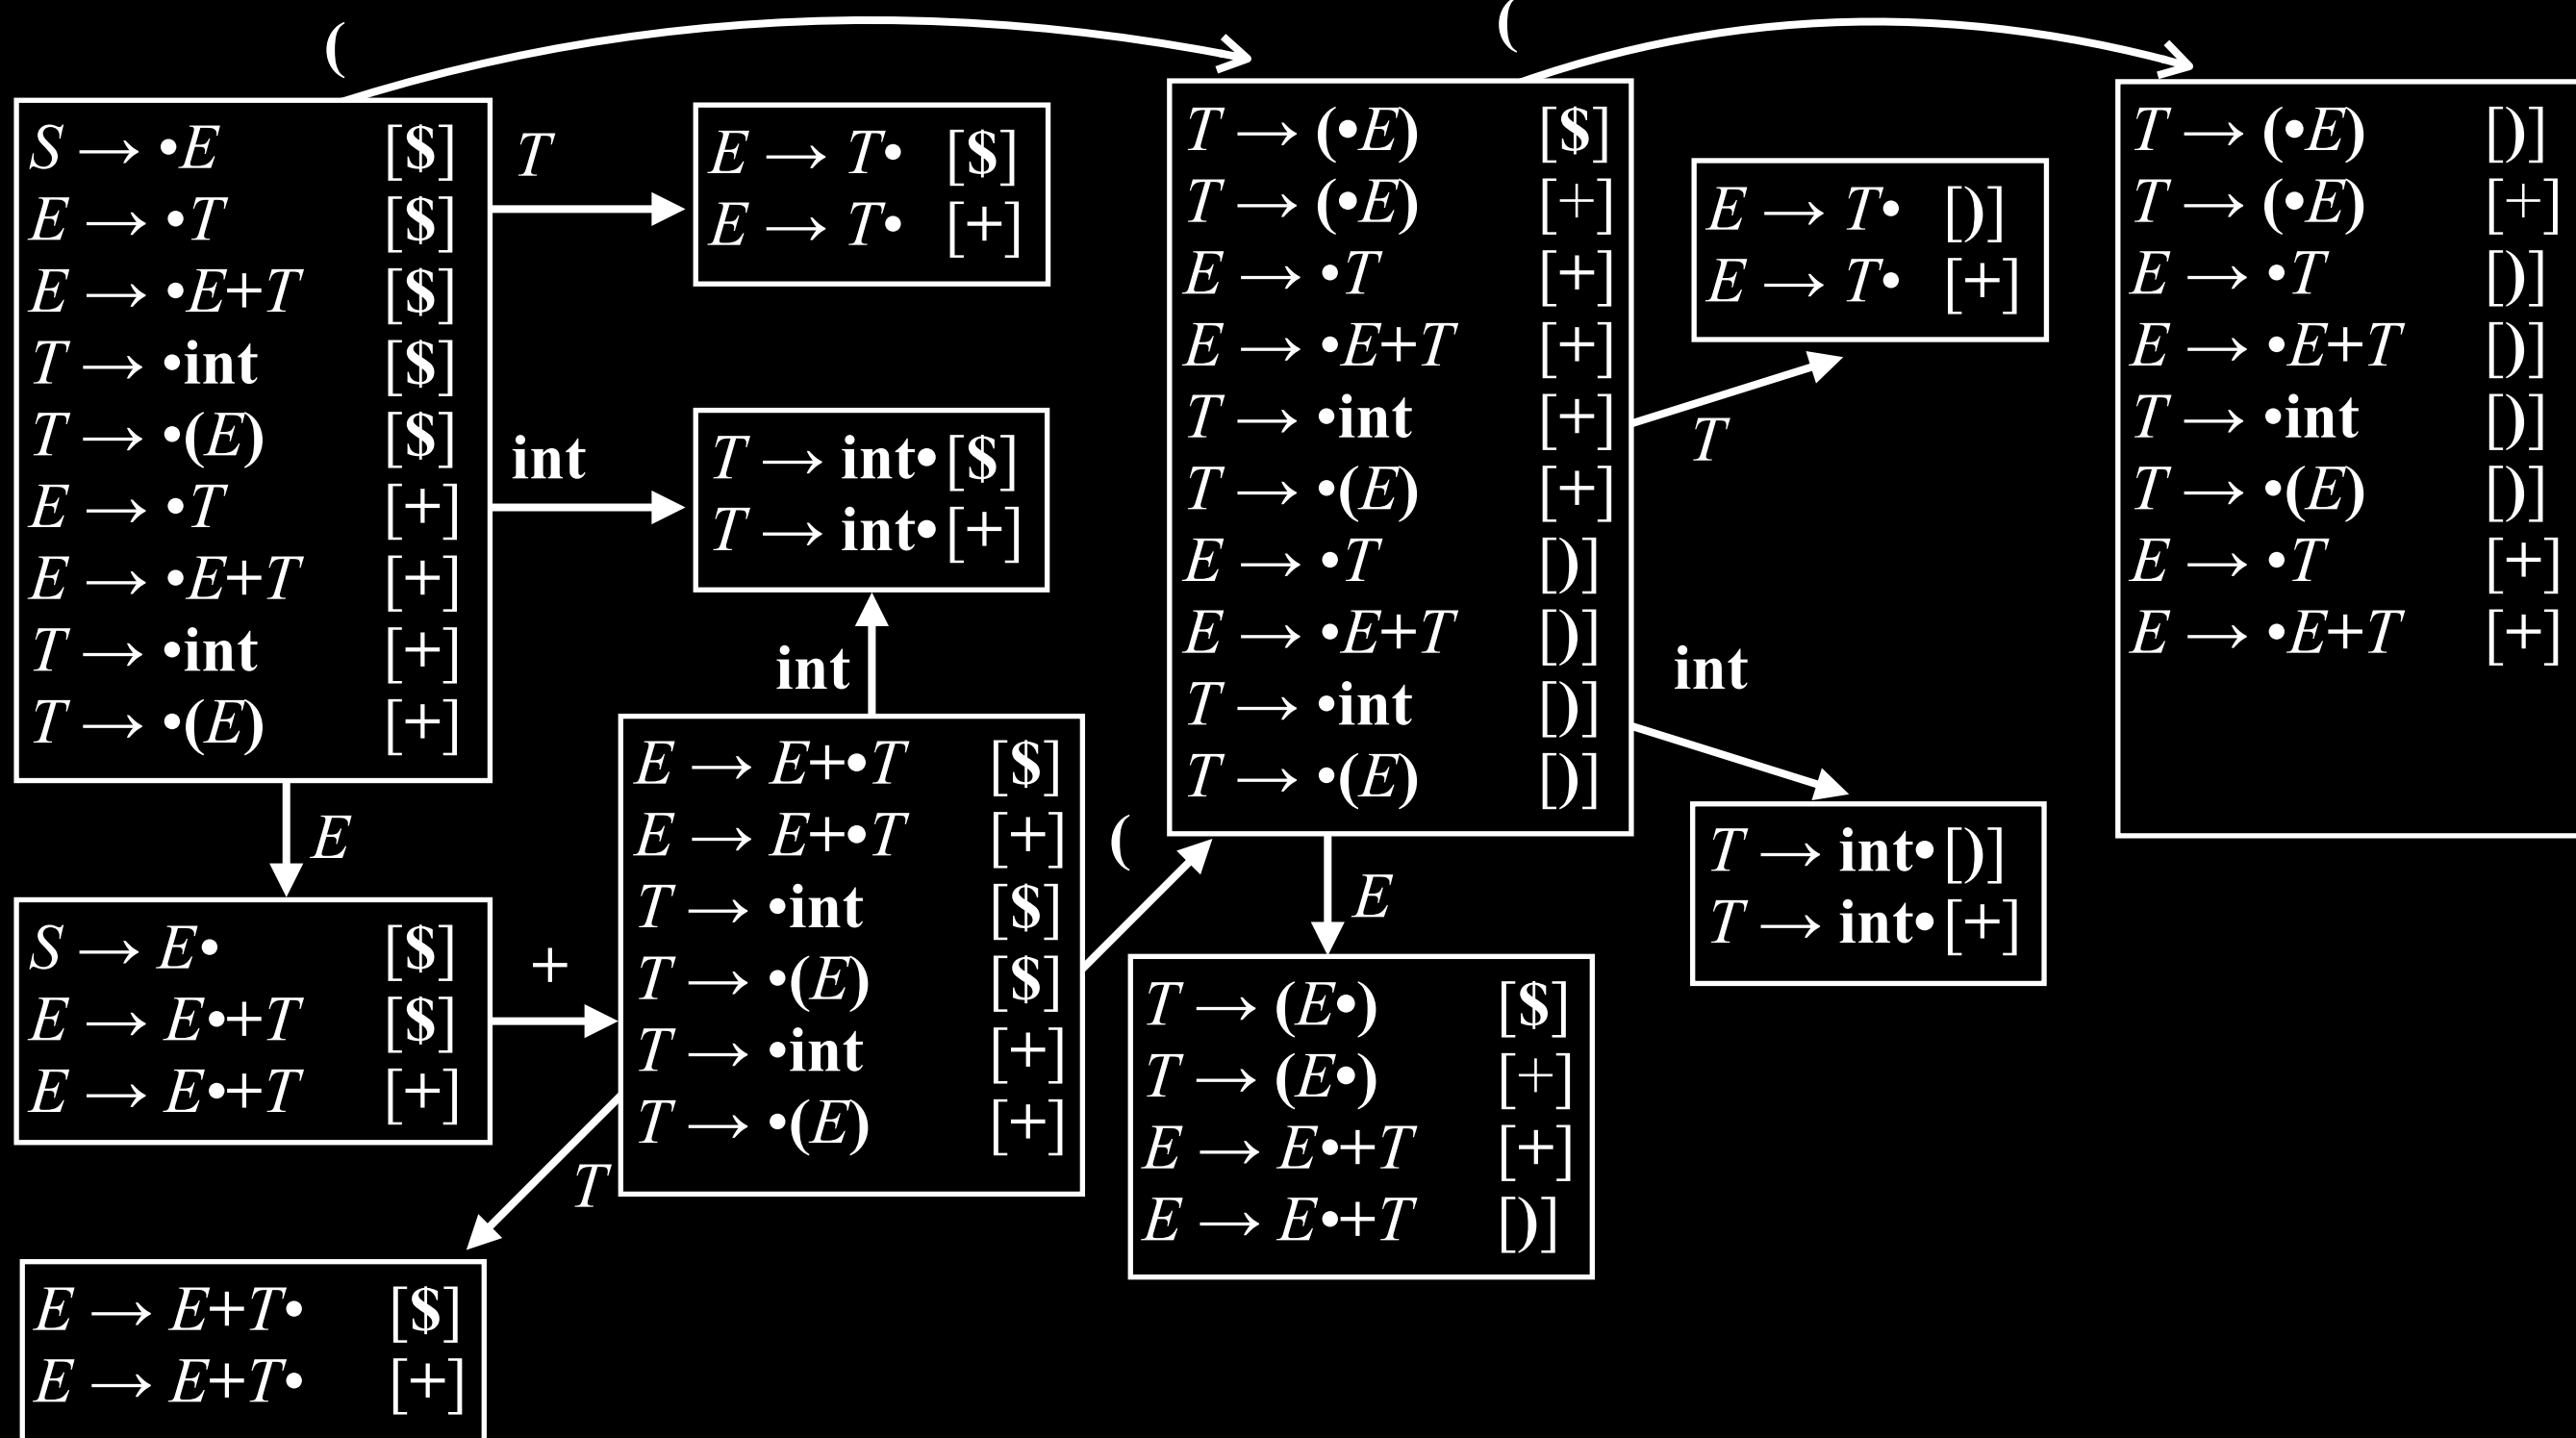 (
(
S → •E [$]
E → •T [$]
E → •E+T [$]
T → •int [$]
T → •(E) [$]
E → •T [+]
E → •E+T [+]
T → •int [+]
T → •(E) [+]
T
E → T• [$]
E → T• [+]
int
T → int• [$]
T → int• [+]
int
E
S → E• [$]
E → E•+T [$]
E → E•+T [+]
+
E → E+•T [$]
E → E+•T [+]
T → •int [$]
T → •(E) [$]
T → •int [+]
T → •(E) [+]
T
E → E+T• [$]
E → E+T• [+]
(
T → (•E) [$]
T → (•E) [+]
E → •T [+]
E → •E+T [+]
T → •int [+]
T → •(E) [+]
E → •T [)]
E → •E+T [)]
T → •int [)]
T → •(E) [)]
E
T → (E•) [$]
T → (E•) [+]
E → E•+T [+]
E → E•+T [)]
T
E → T• [)]
E → T• [+]
int
T → int• [)]
T → int• [+]
T → (•E) [)]
T → (•E) [+]
E → •T [)]
E → •E+T [)]
T → •int [)]
T → •(E) [)]
E → •T [+]
E → •E+T [+]